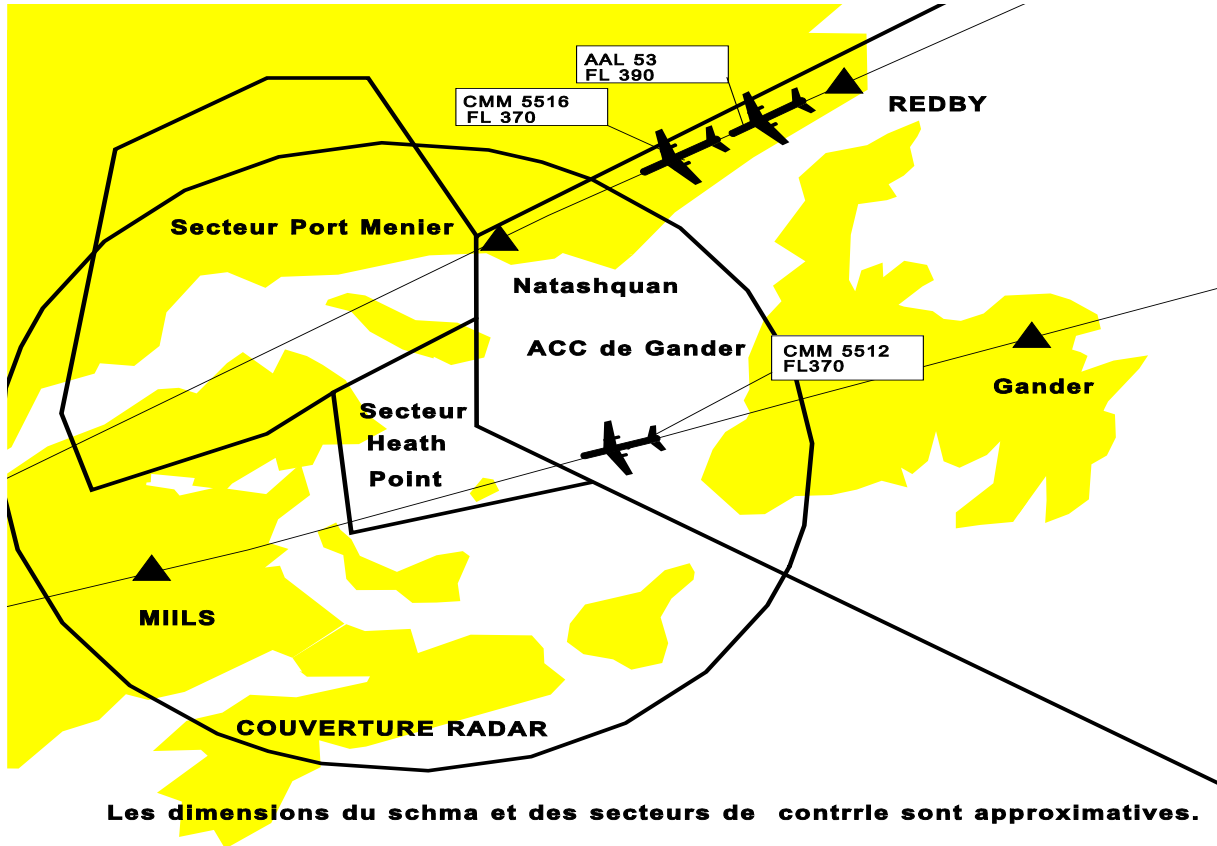 AAL 53
FL 390
CMM 5516
FL 370
REDBY
Secteur Port Menier
Natashquan
ACC de Gander
CMM 5512
FL370
Gander
Secteur
Heath
Point
MIILS
COUVERTURE RADAR
Les dimensions du schma et des secteurs de contrrle sont approximatives.